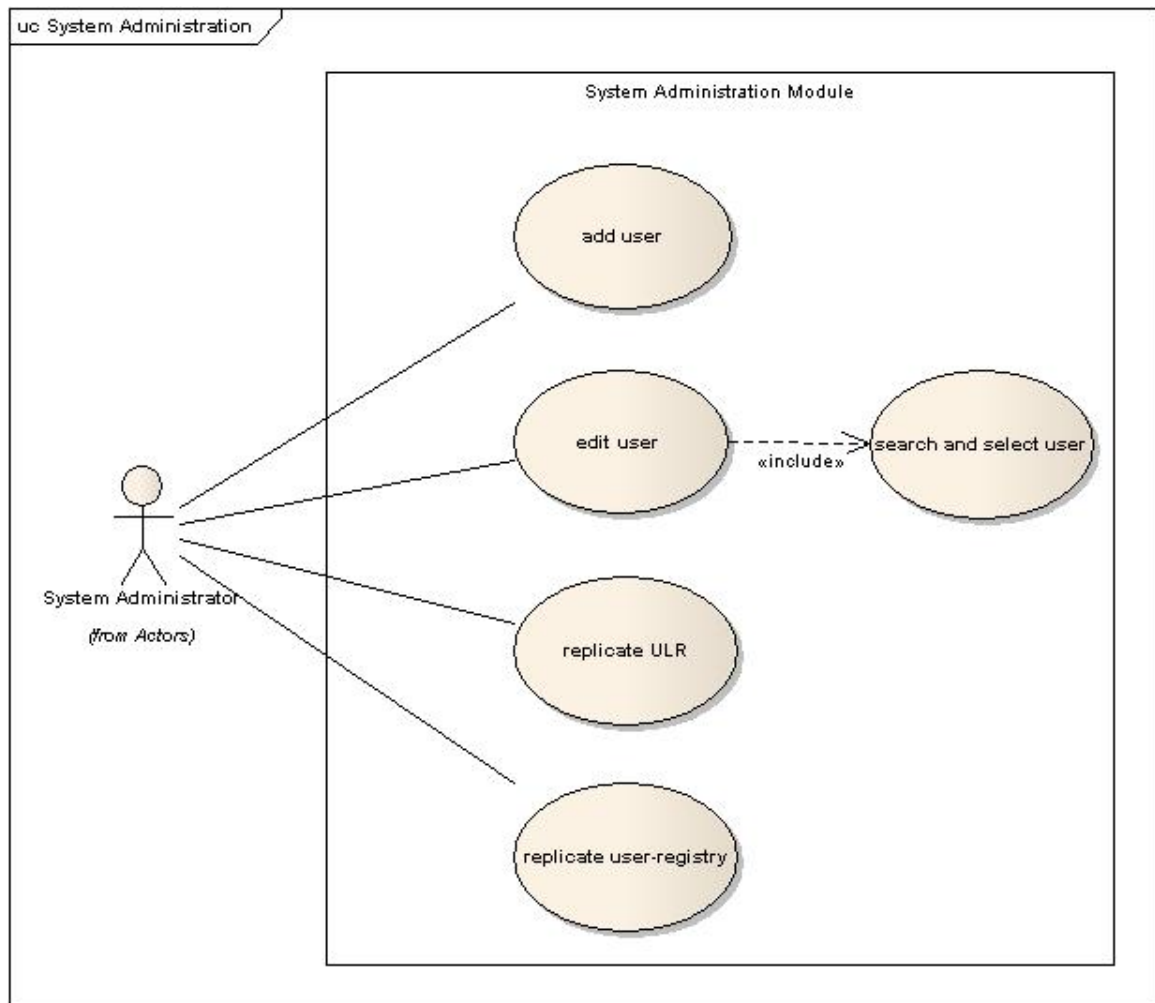 uc System Administration
System Administration Module
add user
edit user
«include»
search and select user
System Administrator
(from Actors)
replicate ULR
replicate user-registry